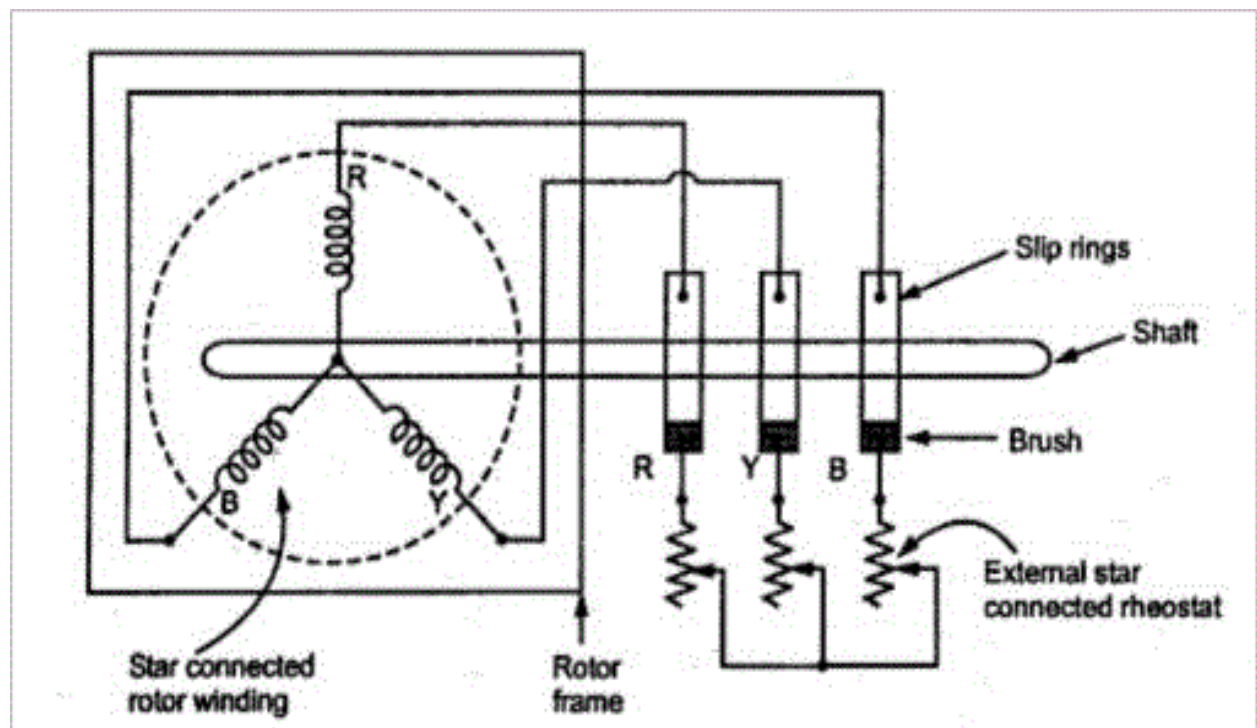 R
Slip rings
Shaft
B
Y
R
Y
B
Brush
External star
connected rheostat
Star connected
rotor winding
Rotor
frame